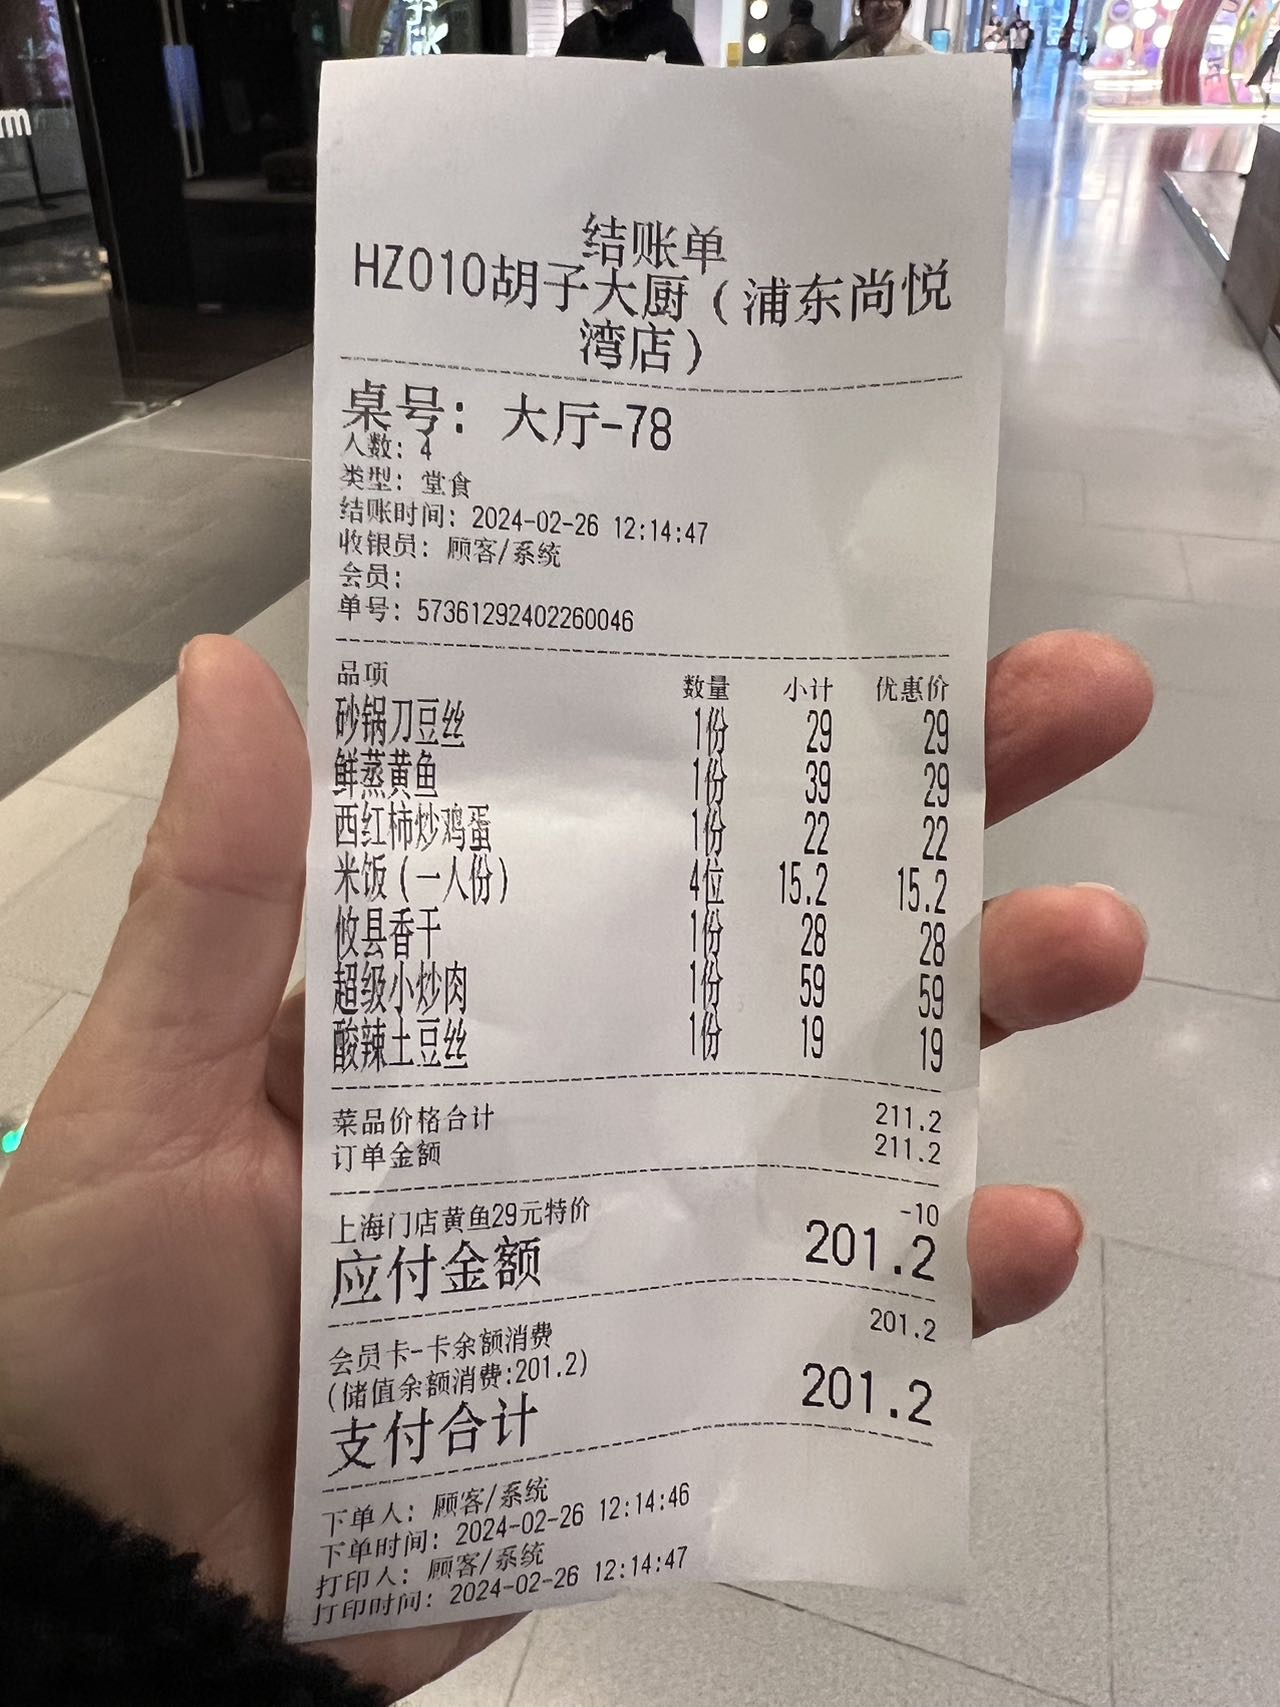 rm
结账单
HZ010胡子大厨（浦东尚悦
湾店）
桌号：大厅-78
人数：4
类型：堂食
结账时间：2024-02-26 12:14:47
收银员：顾客/系统
会员：
单号：573612924022600​46
品项 数量 小计 优惠价
砂锅刀豆丝 1份 29 29
鲜蒸黄鱼 1份 39 29
西红柿炒鸡蛋 1份 22 22
米饭（一人份） 4位 15.2 15.2
攸县香干 1份 28 28
超级小炒肉 1份 59 59
酸辣土豆丝 1份 19 19
菜品价格合计 211.2
订单金额 211.2
上海门店黄鱼29元特价 -10
应付金额 201.2
会员卡-卡余额消费 201.2
(储值余额消费:201.2)
支付合计 201.2
下单人：顾客/系统
下单时间：2024-02-26 12:14:46
打印人：顾客/系统
打印时间：2024-02-26 12:14:47